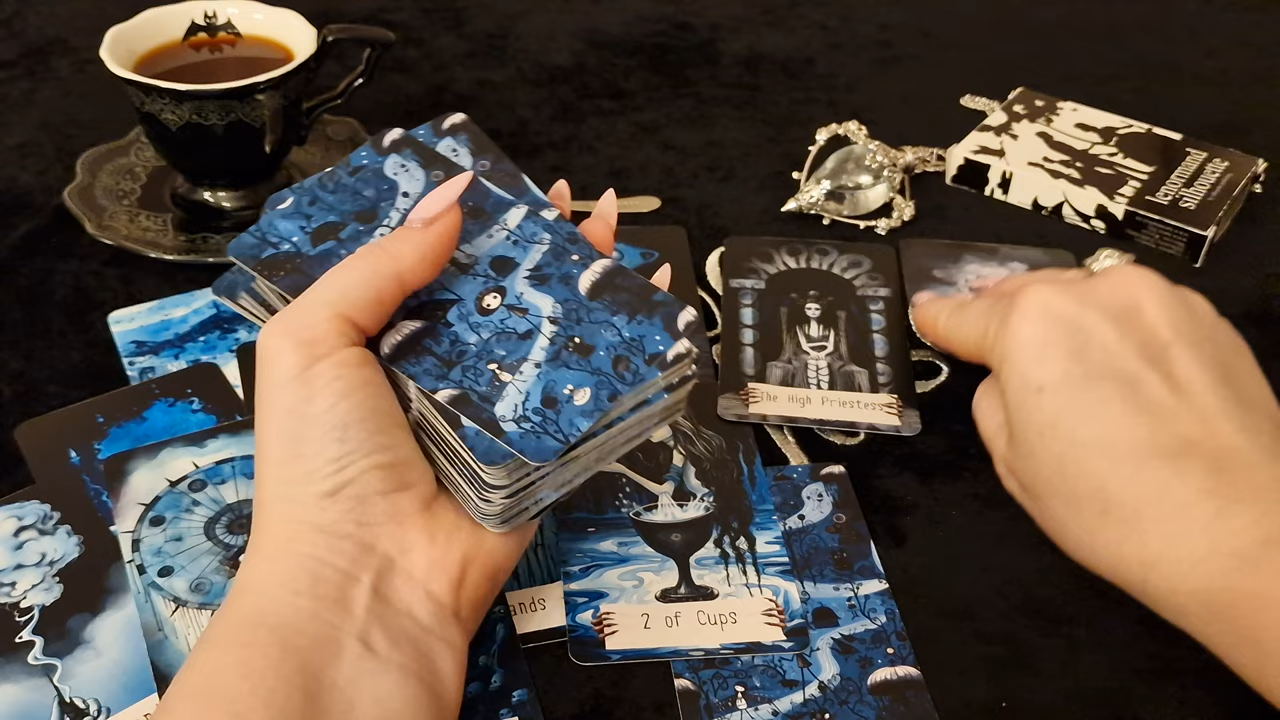 lenormand
silhouette
The High Priestess
ands
2 of Cups